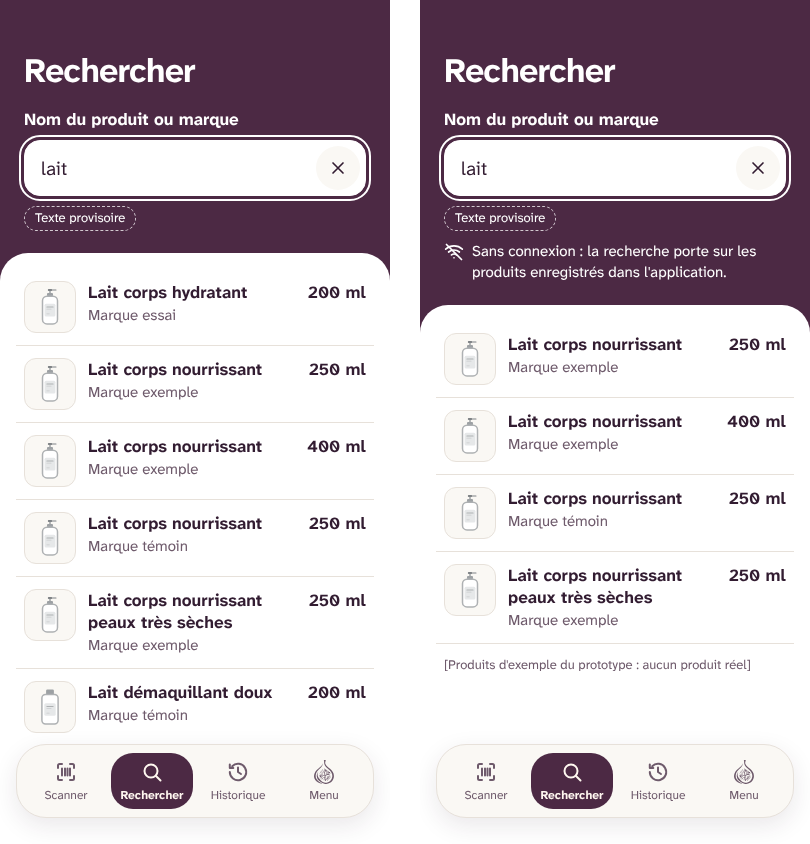 Rechercher
Nom du produit ou marque
lait
Texte provisoire
Lait corps hydratant 200 ml
Marque essai
Lait corps nourrissant 250 ml
Marque exemple
Lait corps nourrissant 400 ml
Marque exemple
Lait corps nourrissant 250 ml
Marque témoin
Lait corps nourrissant 250 ml
peaux très sèches
Marque exemple
Lait démaquillant doux 200 ml
Marque témoin
Scanner Rechercher Historique Menu
Rechercher
Nom du produit ou marque
lait
Texte provisoire
Sans connexion : la recherche porte sur les
produits enregistrés dans l'application.
Lait corps nourrissant 250 ml
Marque exemple
Lait corps nourrissant 400 ml
Marque exemple
Lait corps nourrissant 250 ml
Marque témoin
Lait corps nourrissant 250 ml
peaux très sèches
Marque exemple
[Produits d'exemple du prototype : aucun produit réel]
Scanner Rechercher Historique Menu